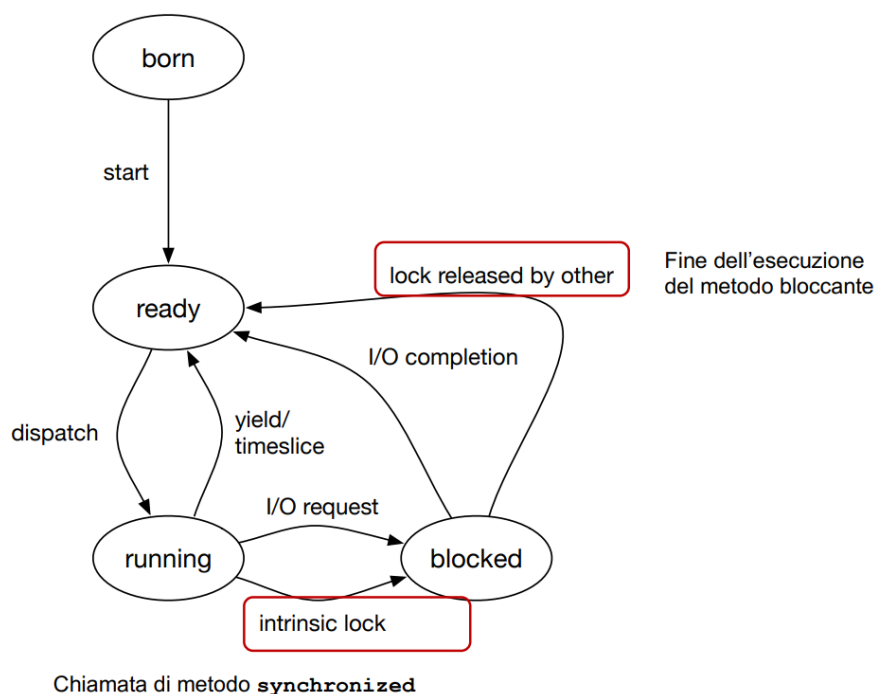 born
start
lock released by other
Fine dell'esecuzione
del metodo bloccante
ready
I/O completion
dispatch
yield/
timeslice
I/O request
running
blocked
intrinsic lock
Chiamata di metodo synchronized